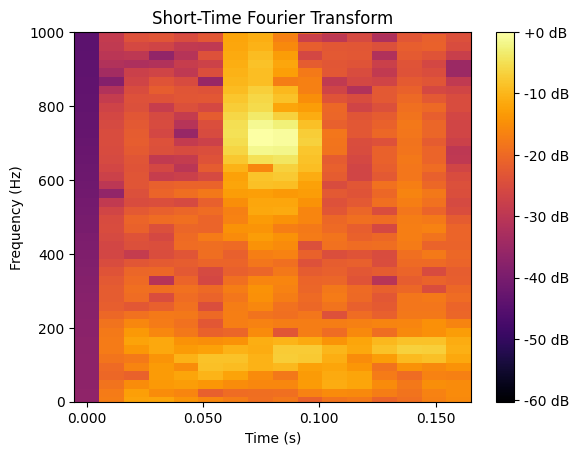 Short-Time Fourier Transform
1000
800
600
400
200
0
Frequency (Hz)
0.000
0.050
0.100
0.150
Time (s)
+0 dB
-10 dB
-20 dB
-30 dB
-40 dB
-50 dB
-60 dB